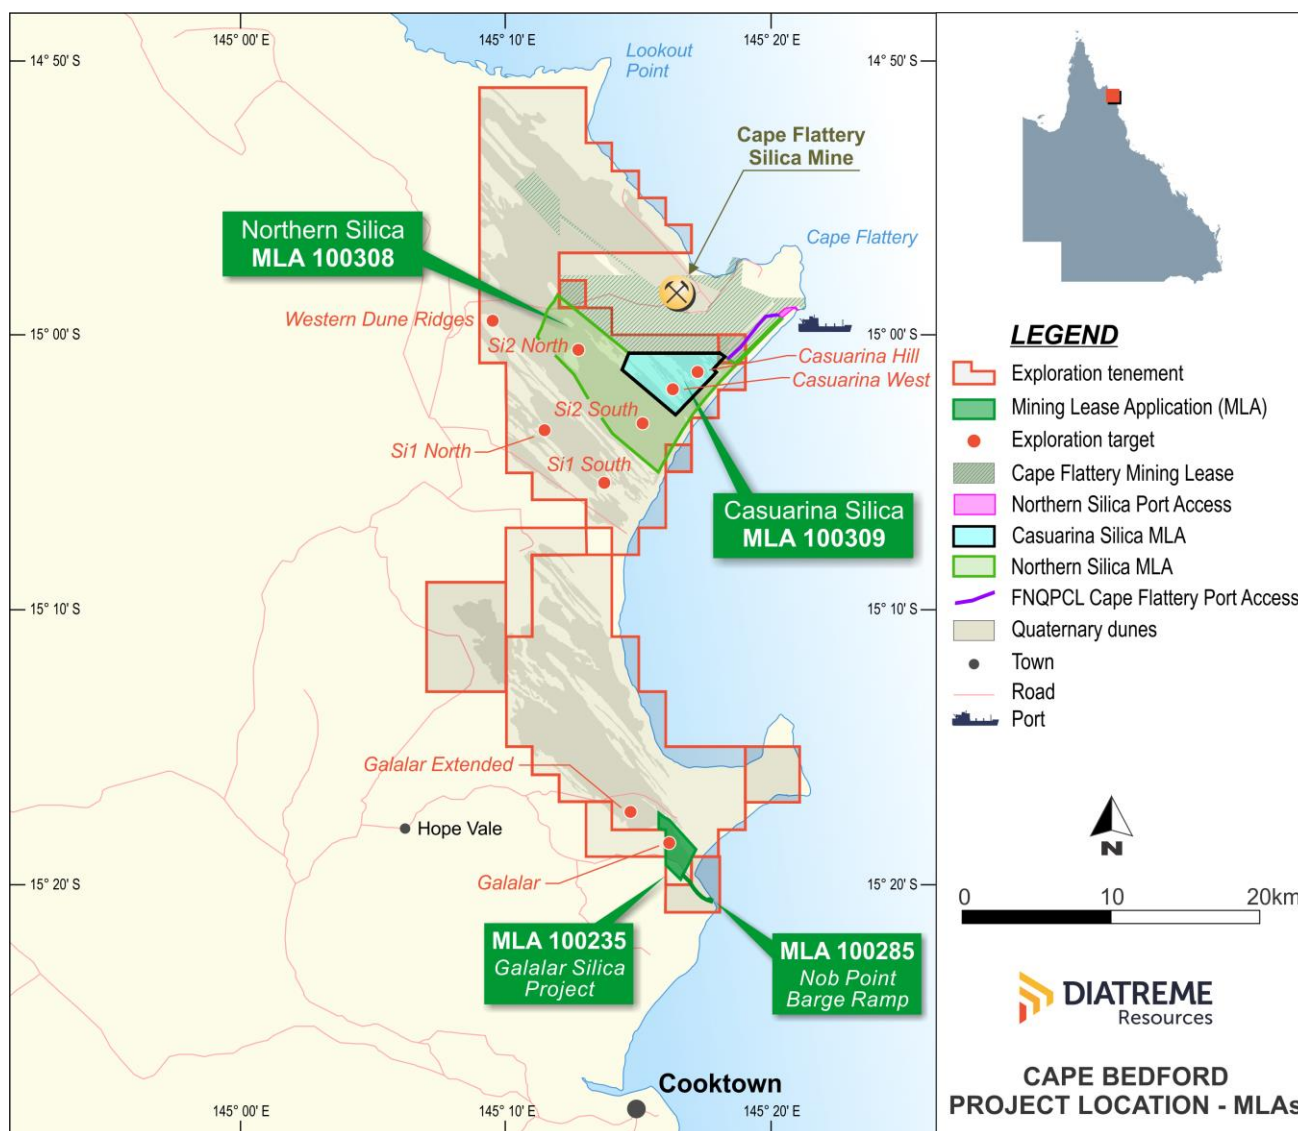 145° 00' E
145° 10' E
145° 20' E
14° 50' S
14° 50' S
Lookout
Point
Cape Flattery
Silica Mine
Northern Silica
MLA 100308
Cape Flattery
Western Dune Ridges
15° 00' S
15° 00' S
Si2 North
Casuarina Hill
Casuarina West
Si2 South
Si1 North
Si1 South
Casuarina Silica
MLA 100309
15° 10' S
15° 10' S
Galalar Extended
Hope Vale
Galalar
15° 20' S
15° 20' S
MLA 100235
Galalar Silica
Project
MLA 100285
Nob Point
Barge Ramp
Cooktown
145° 00' E
145° 10' E
145° 20' E
LEGEND
Exploration tenement
Mining Lease Application (MLA)
Exploration target
Cape Flattery Mining Lease
Northern Silica Port Access
Casuarina Silica MLA
Northern Silica MLA
FNQPCL Cape Flattery Port Access
Quaternary dunes
Town
Road
Port
N
0 10 20km
DIATREME
Resources
CAPE BEDFORD
PROJECT LOCATION - MLAs